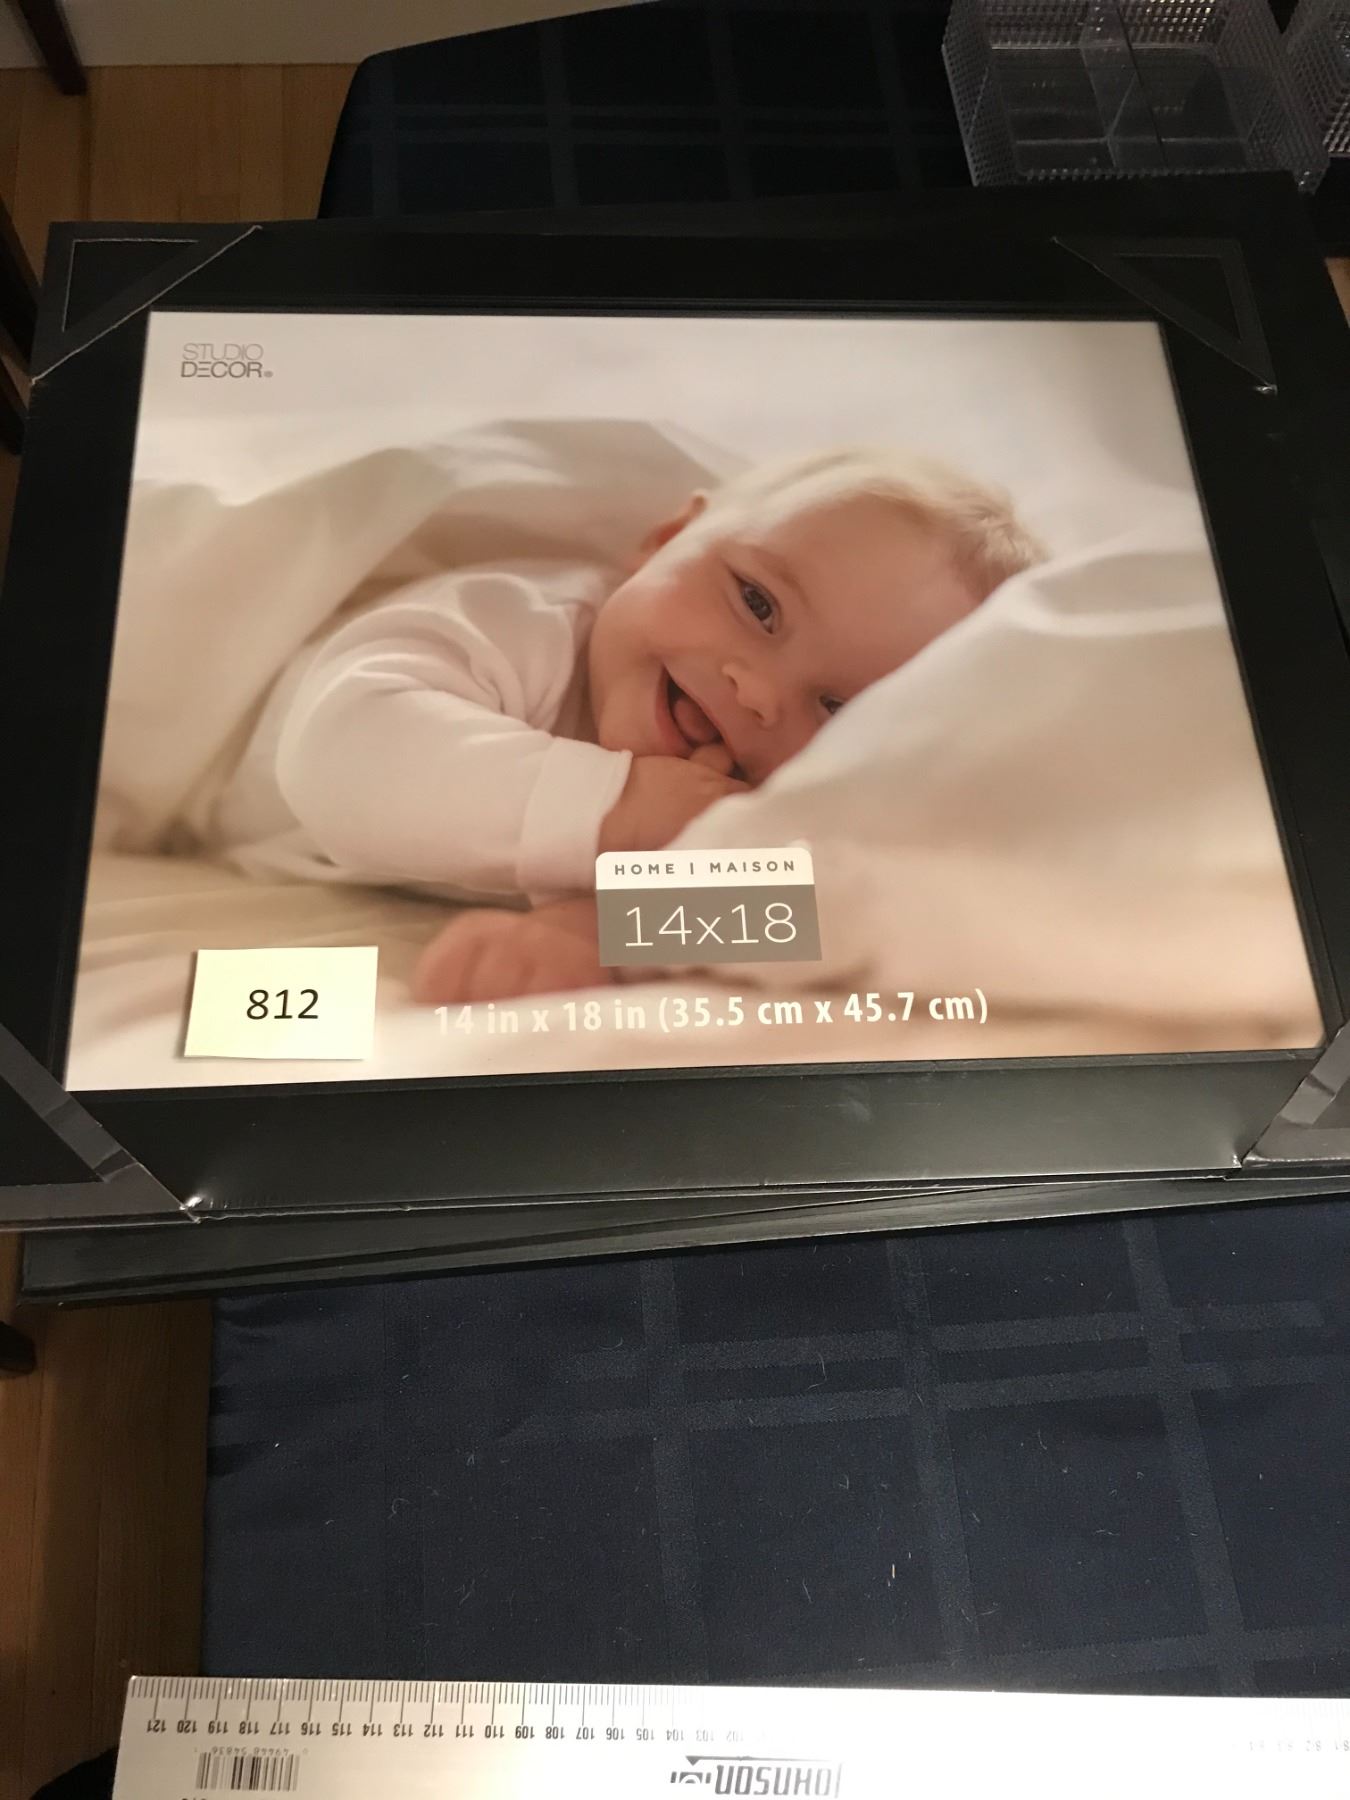 STUDIO
DECOR®
HOME | MAISON
14x18
812
14 in x 18 in (35.5 cm x 45.7 cm)
121 120 119 118 117 116 115 114 113 112 111 110 109 108 107 106 105 104 103 102
JOHNSON